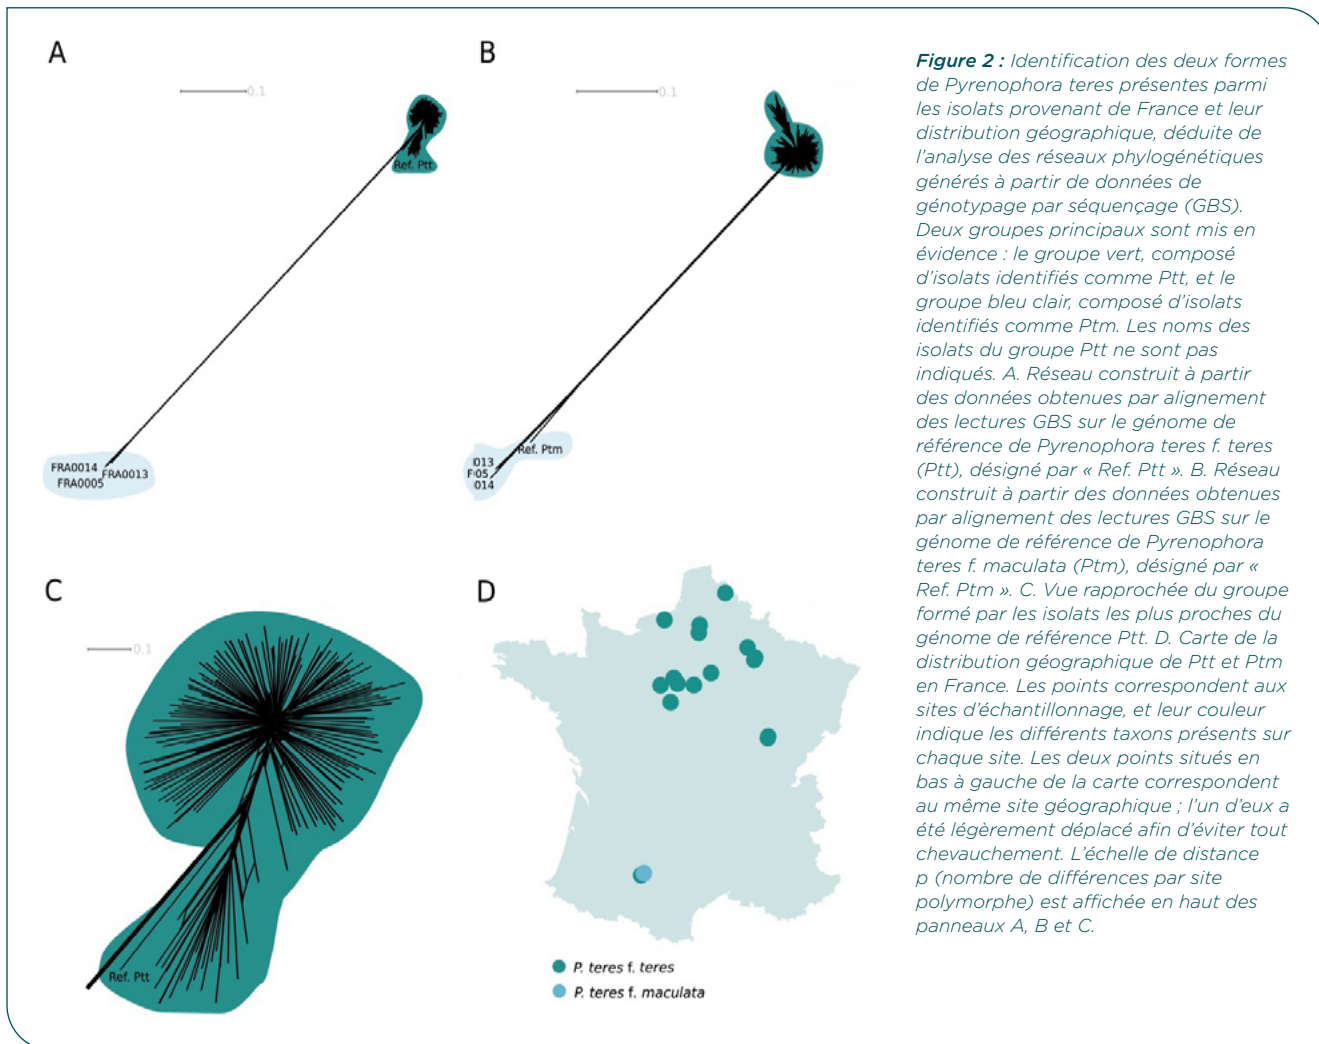 A
B
0.1
0.1
Ref. Ptt
FRA0014
FRA0013
FRA0005
Ref. Ptm
I013
F005
I014
C
D
0.1
Ref. Ptt
P. teres f. teres
P. teres f. maculata
Figure 2 : Identification des deux formes
de Pyrenophora teres présentes parmi
les isolats provenant de France et leur
distribution géographique, déduite de
l'analyse des réseaux phylogénétiques
générés à partir de données de
génotypage par séquençage (GBS).
Deux groupes principaux sont mis en
évidence : le groupe vert, composé
d'isolats identifiés comme Ptt, et le
groupe bleu clair, composé d'isolats
identifiés comme Ptm. Les noms des
isolats du groupe Ptt ne sont pas
indiqués. A. Réseau construit à partir
des données obtenues par alignement
des lectures GBS sur le génome de
référence de Pyrenophora teres f. teres
(Ptt), désigné par « Ref. Ptt ». B. Réseau
construit à partir des données obtenues
par alignement des lectures GBS sur le
génome de référence de Pyrenophora
teres f. maculata (Ptm), désigné par «
Ref. Ptm ». C. Vue rapprochée du groupe
formé par les isolats les plus proches du
génome de référence Ptt. D. Carte de la
distribution géographique de Ptt et Ptm
en France. Les points correspondent aux
sites d'échantillonnage, et leur couleur
indique les différents taxons présents sur
chaque site. Les deux points situés en
bas à gauche de la carte correspondent
au même site géographique ; l'un d'eux a
été légèrement déplacé afin d'éviter tout
chevauchement. L'échelle de distance
p (nombre de différences par site
polymorphe) est affichée en haut des
panneaux A, B et C.